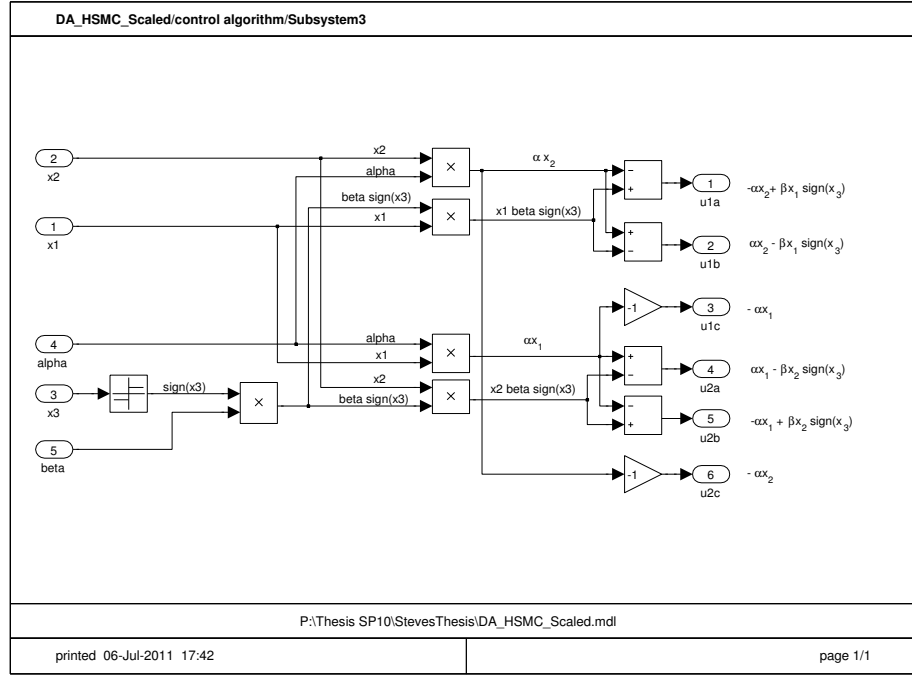 DA_HSMC_Scaled/control algorithm/Subsystem3
2
x2
x2
alpha
α x₂
−
+
1
u1a
-αx₂+ βx₁ sign(x₃)
beta sign(x3)
x1
×
×
x1 beta sign(x3)
1
x1
+
−
2
u1b
αx₂ - βx₁ sign(x₃)
-1
3
u1c
- αx₁
4
alpha
alpha
x1
×
αx₁
+
−
4
u2a
αx₁ - βx₂ sign(x₃)
3
x3
sign(x3)
×
x2
beta sign(x3)
×
x2 beta sign(x3)
−
+
5
u2b
-αx₁ + βx₂ sign(x₃)
5
beta
-1
6
u2c
- αx₂
P:\Thesis SP10\StevesThesis\DA_HSMC_Scaled.mdl
printed 06-Jul-2011 17:42
page 1/1